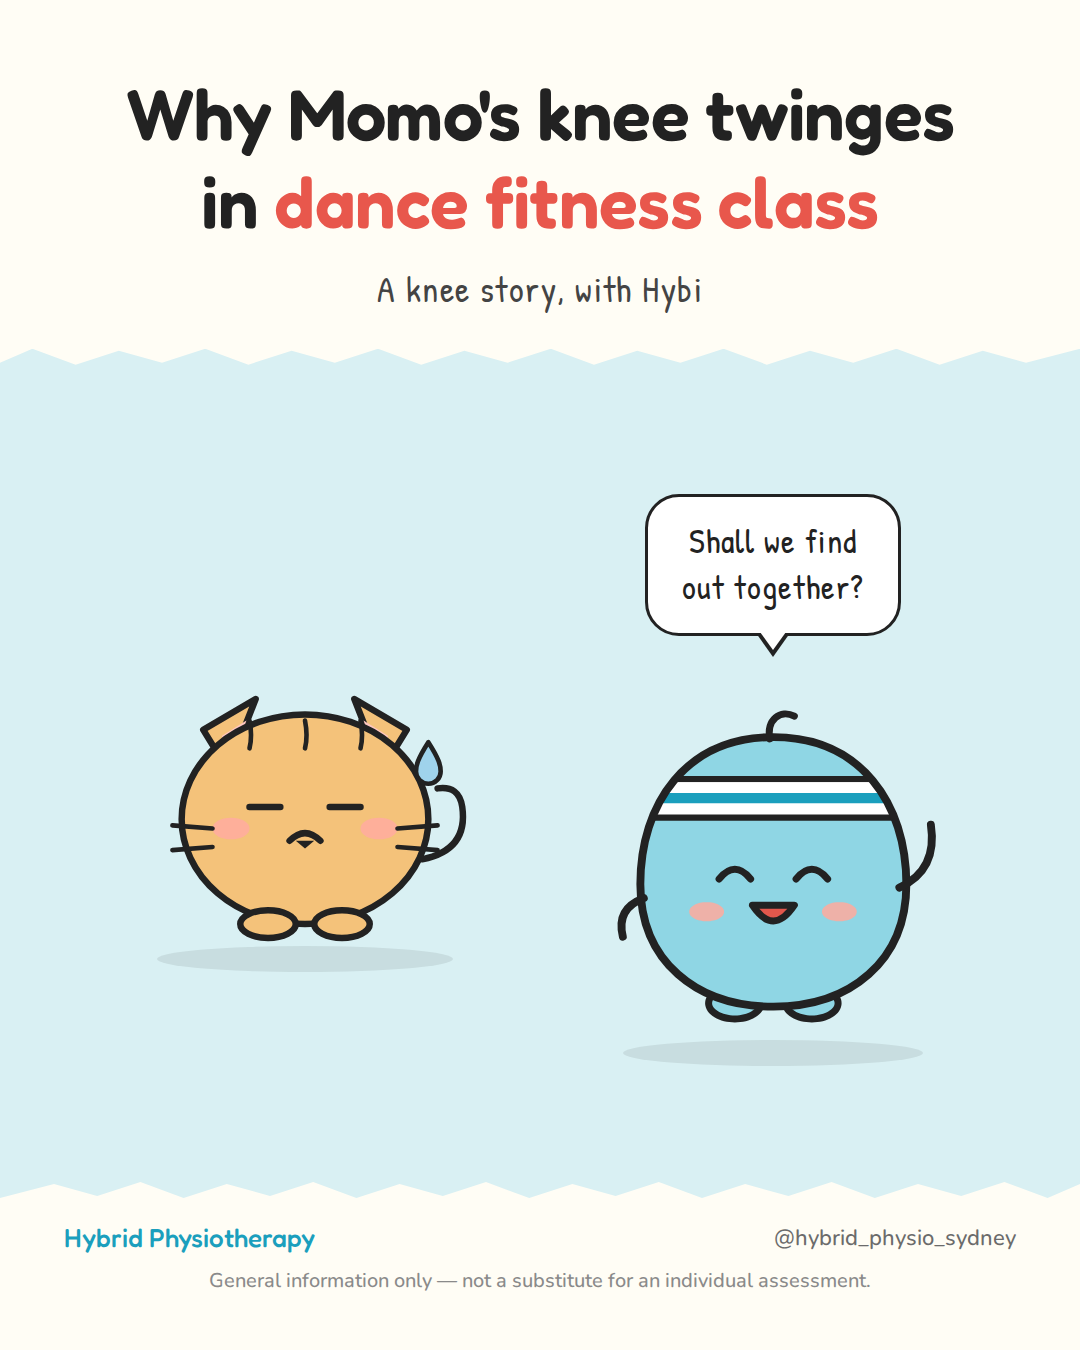 Why Momo's knee twinges
in dance fitness class
A knee story, with Hybi
Shall we find
out together?
Hybrid Physiotherapy
@hybrid_physio_sydney
General information only — not a substitute for an individual assessment.